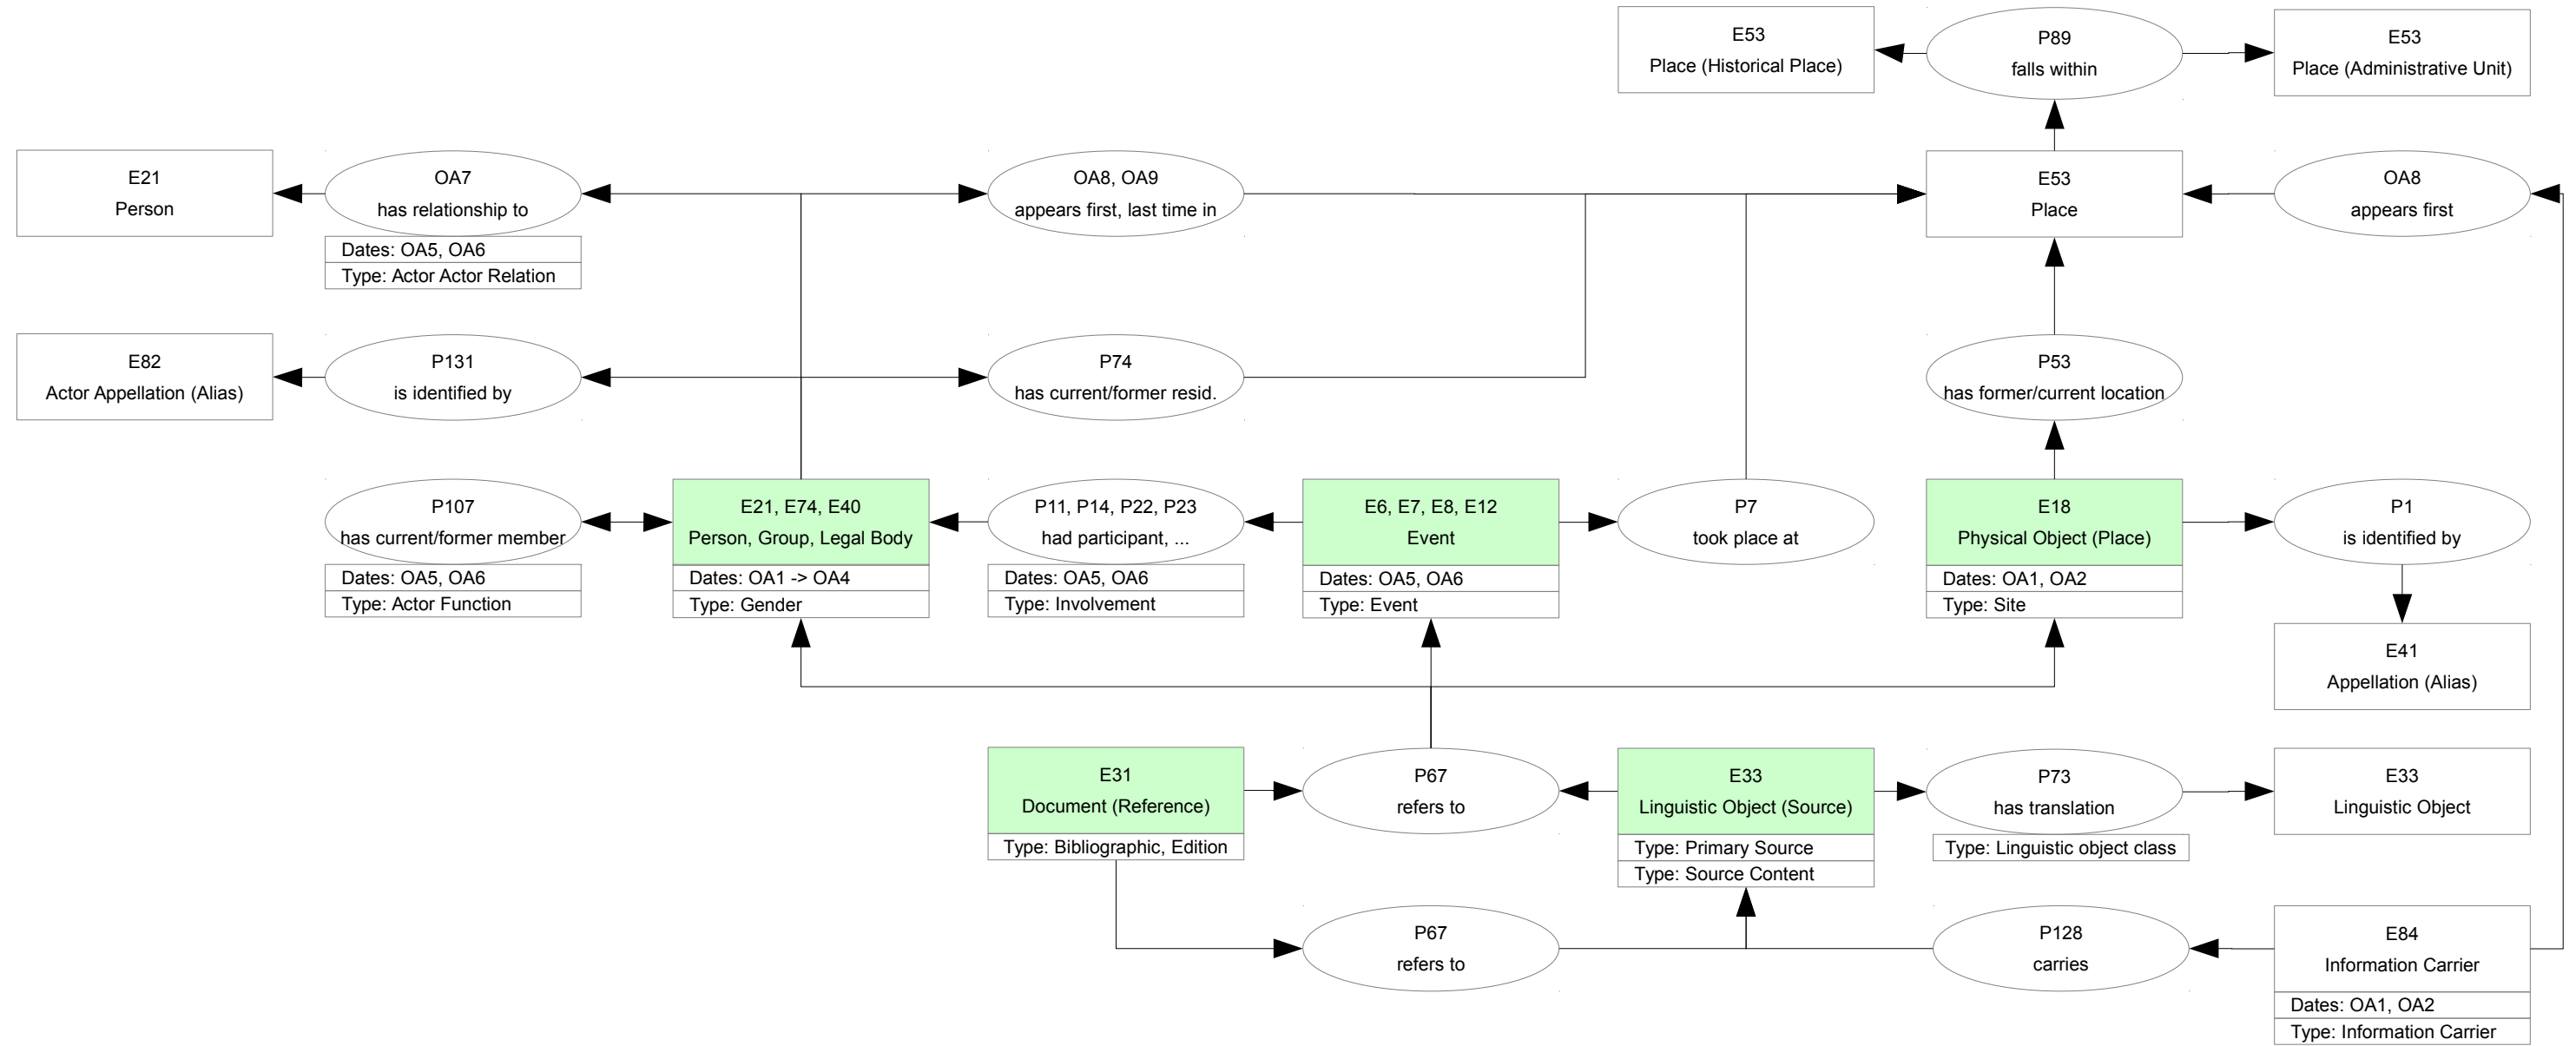 E53
Place (Historical Place)
P89
falls within
E53
Place (Administrative Unit)
E21
Person
OA7
has relationship to
Dates: OA5, OA6
Type: Actor Actor Relation
OA8, OA9
appears first, last time in
E53
Place
OA8
appears first
E82
Actor Appellation (Alias)
P131
is identified by
P74
has current/former resid.
P53
has former/current location
P107
has current/former member
Dates: OA5, OA6
Type: Actor Function
E21, E74, E40
Person, Group, Legal Body
Dates: OA1 -> OA4
Type: Gender
P11, P14, P22, P23
had participant, ...
Dates: OA5, OA6
Type: Involvement
E6, E7, E8, E12
Event
Dates: OA5, OA6
Type: Event
P7
took place at
E18
Physical Object (Place)
Dates: OA1, OA2
Type: Site
P1
is identified by
E41
Appellation (Alias)
E31
Document (Reference)
Type: Bibliographic, Edition
P67
refers to
E33
Linguistic Object (Source)
Type: Primary Source
Type: Source Content
P73
has translation
Type: Linguistic object class
E33
Linguistic Object
P67
refers to
P128
carries
E84
Information Carrier
Dates: OA1, OA2
Type: Information Carrier